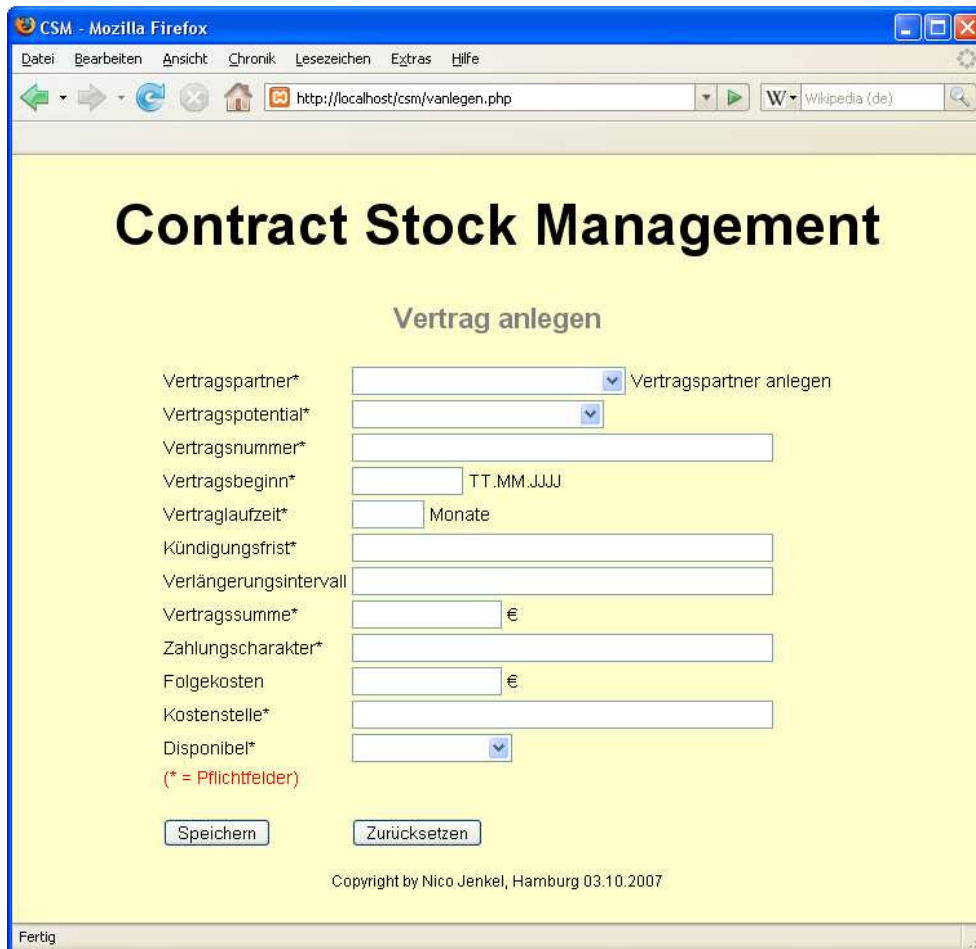 CSM - Mozilla Firefox
Datei Bearbeiten Ansicht Chronik Lesezeichen Extras Hilfe
http://localhost/csm/vanlegen.php W Wikipedia (de)
Contract Stock Management
Vertrag anlegen
Vertragspartner* Vertragspartner anlegen
Vertragspotential*
Vertragsnummer*
Vertragsbeginn* TT.MM.JJJJ
Vertraglaufzeit* Monate
Kündigungsfrist*
Verlängerungsintervall
Vertragssumme* €
Zahlungscharakter*
Folgekosten €
Kostenstelle*
Disponibel*
(* = Pflichtfelder)
Speichern Zurücksetzen
Copyright by Nico Jenkel, Hamburg 03.10.2007
Fertig